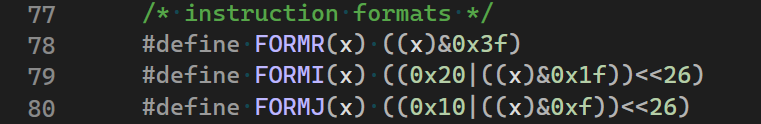 77 /* instruction formats */
78 #define FORMR(x) ((x)&0x3f)
79 #define FORMI(x) ((0x20|((x)&0x1f))<<26)
80 #define FORMJ(x) ((0x10|((x)&0xf))<<26)